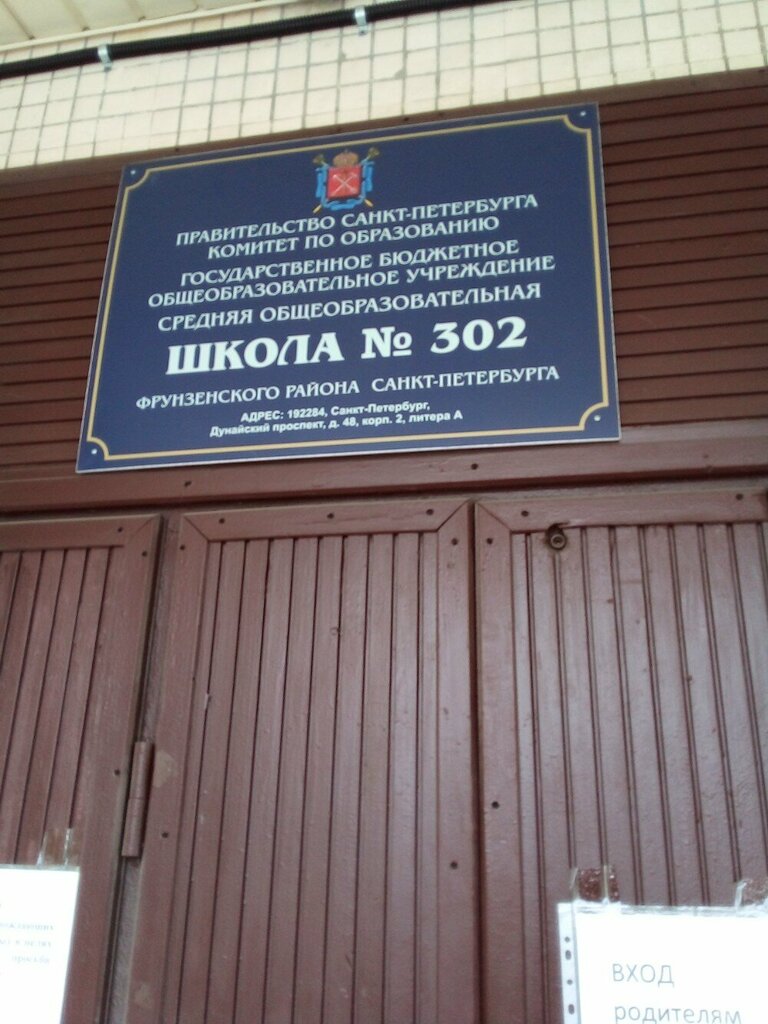 ПРАВИТЕЛЬСТВО САНКТ-ПЕТЕРБУРГА
КОМИТЕТ ПО ОБРАЗОВАНИЮ
ГОСУДАРСТВЕННОЕ БЮДЖЕТНОЕ
ОБЩЕОБРАЗОВАТЕЛЬНОЕ УЧРЕЖДЕНИЕ
СРЕДНЯЯ ОБЩЕОБРАЗОВАТЕЛЬНАЯ
ШКОЛА № 302
ФРУНЗЕНСКОГО РАЙОНА САНКТ-ПЕТЕРБУРГА
АДРЕС: 192284, Санкт-Петербург,
Дунайский проспект, д. 48, корп. 2, литера А
ВХОД
родителям